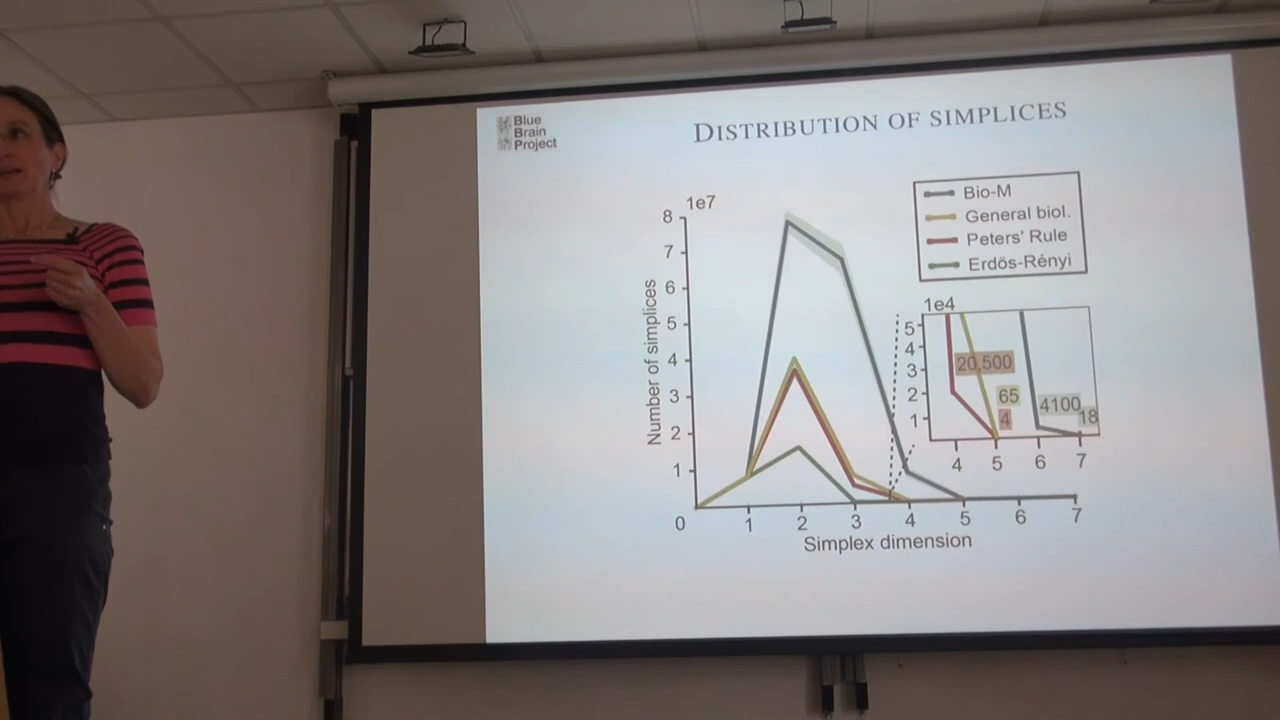 Blue
Brain
Project
DISTRIBUTION OF SIMPLICES
Bio-M
General biol.
Peters' Rule
Erdös-Rényi
1e7
8
7
6
5
4
3
2
1
0
1 2 3 4 5 6 7
Number of simplices
Simplex dimension
1e4
5
4
3
2
1
20,500
65
4
4100
18
4 5 6 7